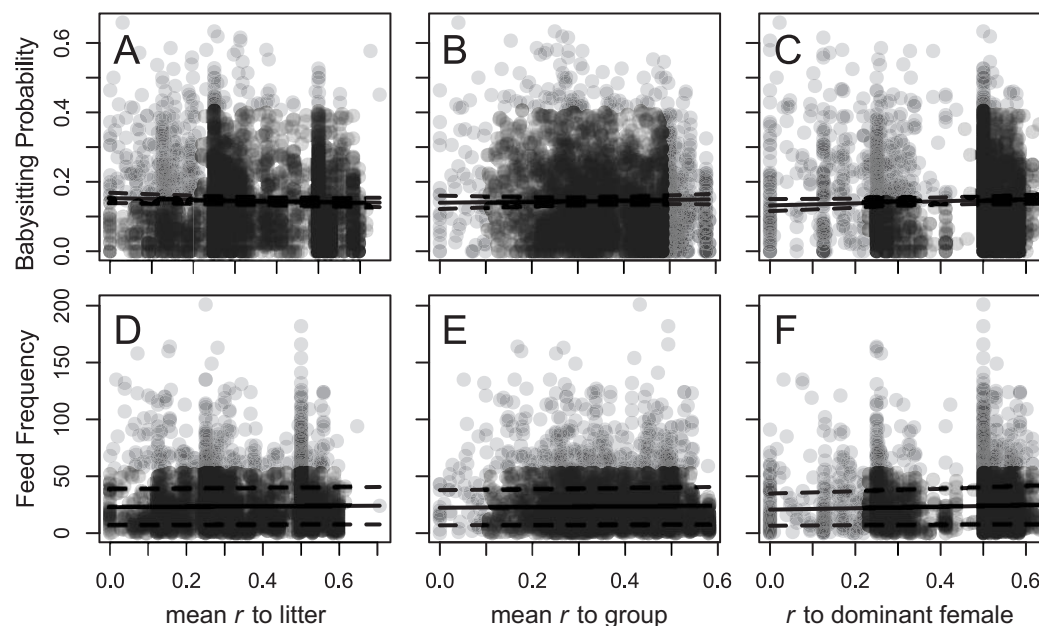 A
B
C
Babysitting Probability
0.6
0.4
0.2
0.0
D
E
F
Feed Frequency
200
150
100
50
0
0.0 0.2 0.4 0.6
0.0 0.2 0.4 0.6
0.0 0.2 0.4 0.6
mean r to litter
mean r to group
r to dominant female